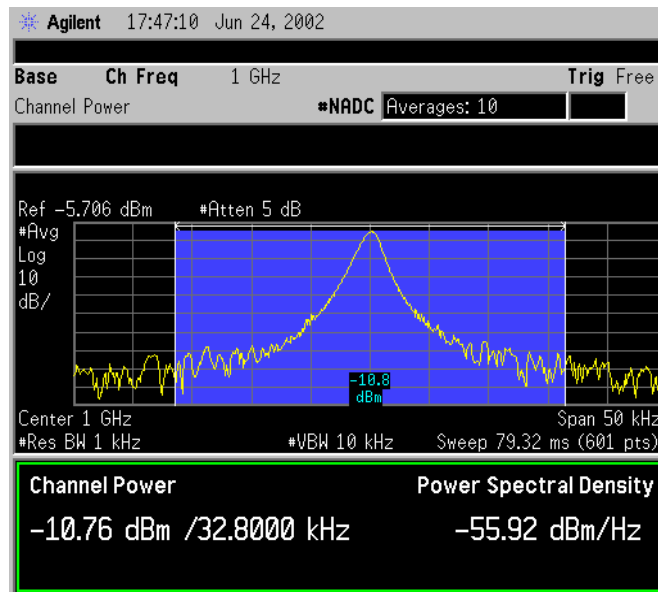 Agilent 17:47:10 Jun 24, 2002
Base Ch Freq 1 GHz Trig Free
Channel Power #NADC Averages: 10
Ref -5.706 dBm #Atten 5 dB
#Avg
Log
10
dB/
-10.8
dBm
Center 1 GHz Span 50 kHz
#Res BW 1 kHz #VBW 10 kHz Sweep 79.32 ms (601 pts)
Channel Power Power Spectral Density
-10.76 dBm /32.8000 kHz -55.92 dBm/Hz